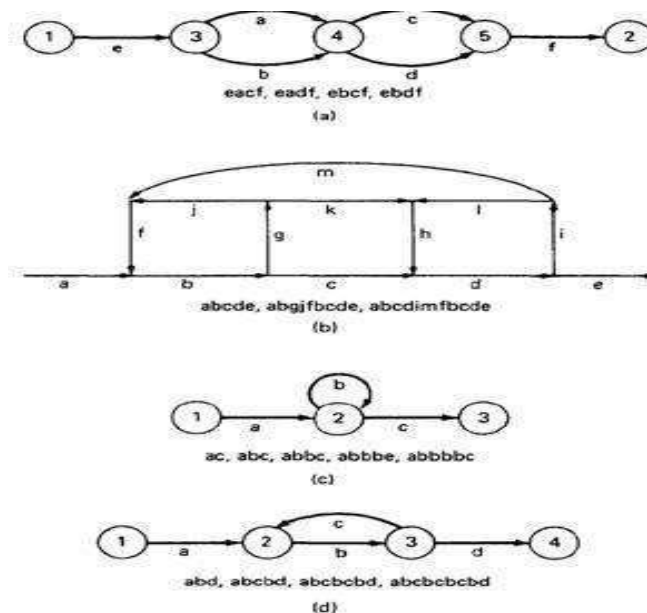 1 e 3 a b 4 c d 5 f 2
eacf, eadf, ebcf, ebdf
(a)
m
j k l
f g h i
a b c d e
abcde, abgjfbcde, abcdimfbcde
(b)
b
1 a 2 c 3
ac, abc, abbc, abbbe, abbbbc
(c)
c
1 a 2 b 3 d 4
abd, abcbd, abcbcbd, abcbcbcbd
(d)